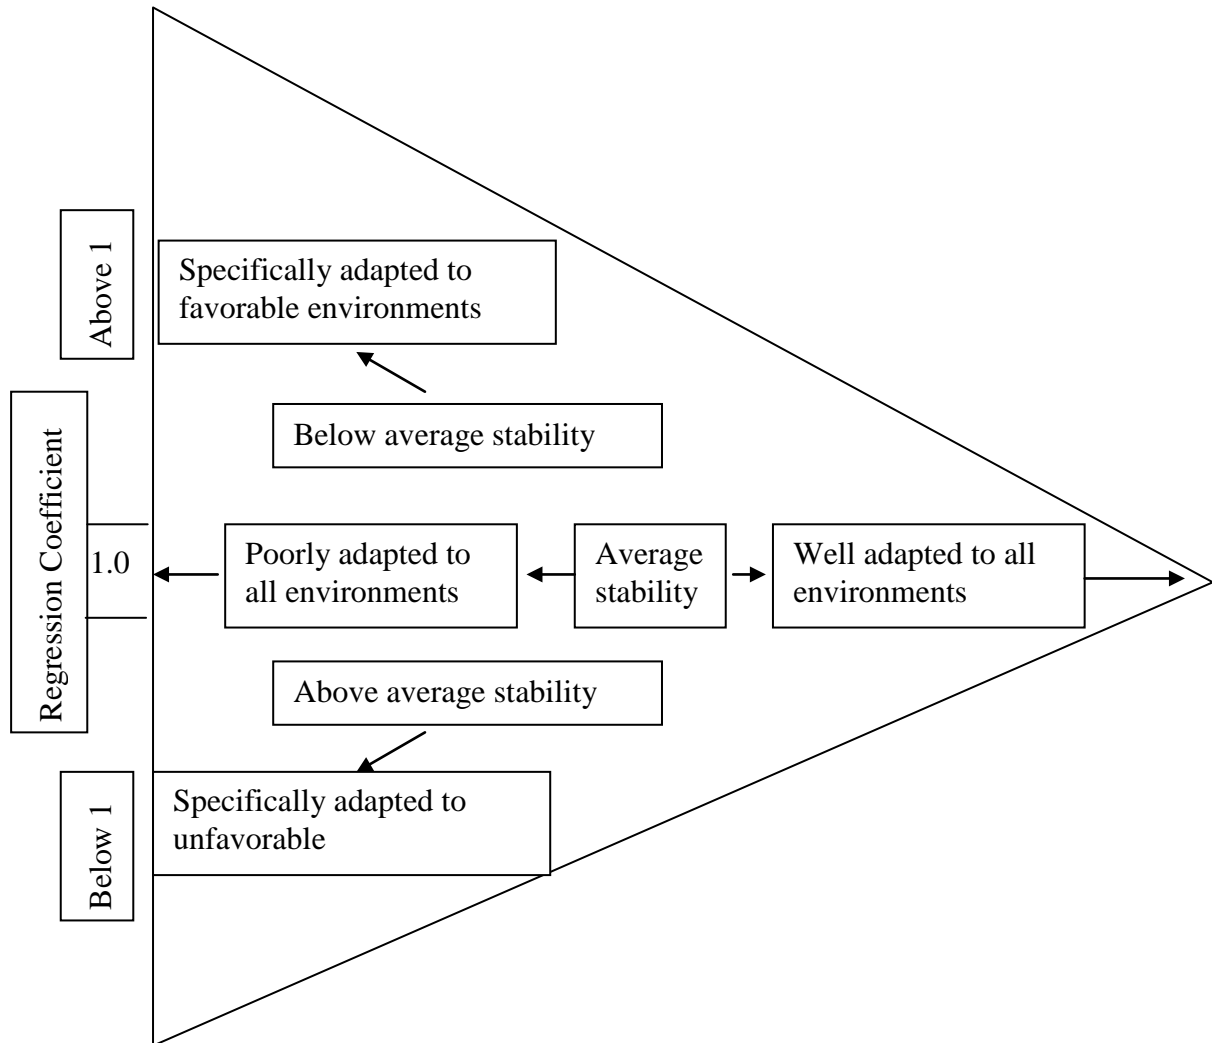 Above 1
Specifically adapted to
favorable environments
Below average stability
Regression Coefficient
1.0
Poorly adapted to
all environments
Average
stability
Well adapted to all
environments
Above average stability
Below 1
Specifically adapted to
unfavorable